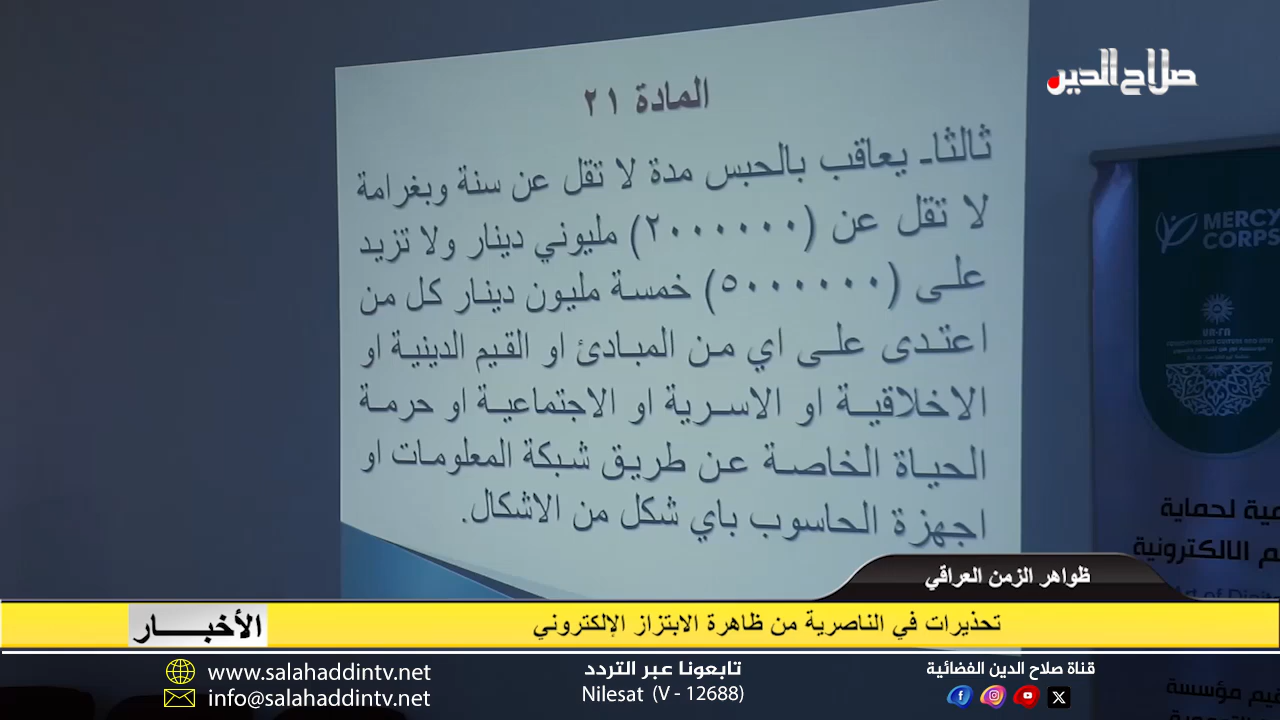 صلاح الدين
المادة ٢١
ثالثا۔ يعاقب بالحبس مدة لا تقل عن سنة وبغرامة
لا تقل عن (٢٠٠٠٠٠٠) مليوني دينار ولا تزيد
على (٥٠٠٠٠٠٠) خمسة مليون دينار كل من
اعتدى على اي من المبادئ او القيم الدينية او
الاخلاقية او الاسرية او الاجتماعية او حرمة
الحياة الخاصة عن طريق شبكة المعلومات او
اجهزة الحاسوب باي شكل من الاشكال.
MERCY
CORPS
UR-FA
لحماية
الالكترونية
ظواهر الزمن العراقي
تحذيرات في الناصرية من ظاهرة الابتزاز الإلكتروني
الأخبـــار
قناة صلاح الدين الفضائية
تابعونا عبر التردد
Nilesat (V - 12688)
www.salahaddintv.net
info@salahaddintv.net
مؤسسة